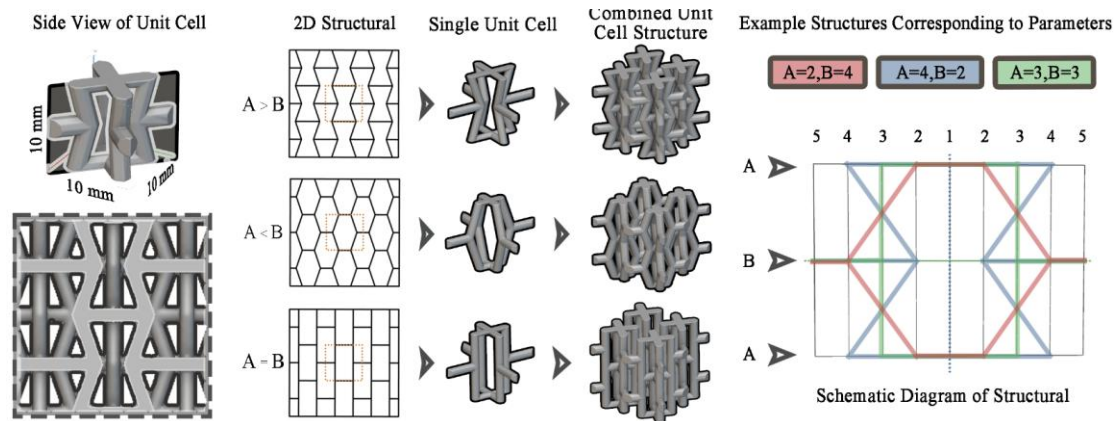 Side View of Unit Cell
10 mm
10 mm
10 mm
2D Structural
A > B
A < B
A = B
Single Unit Cell
Combined Unit
Cell Structure
Example Structures Corresponding to Parameters
A=2,B=4
A=4,B=2
A=3,B=3
5 4 3 2 1 2 3 4 5
A
B
A
Schematic Diagram of Structural